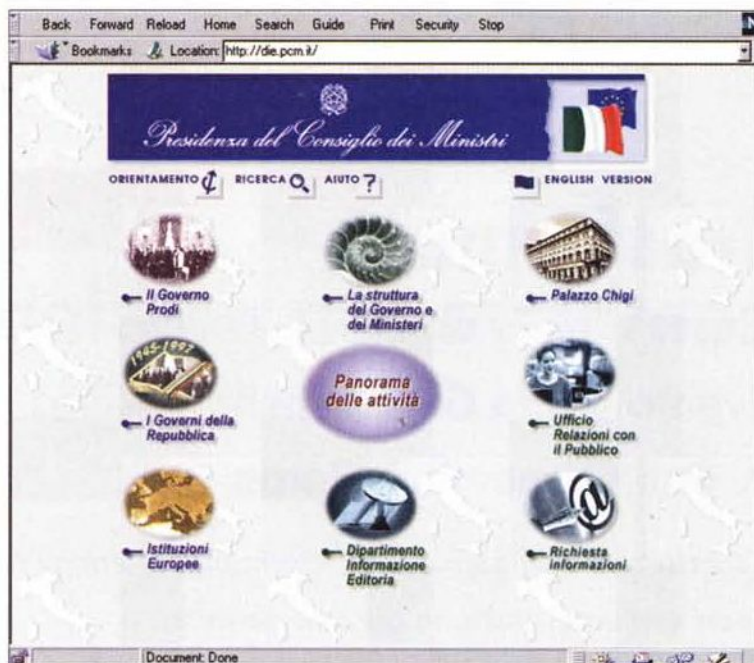 Back Forward Reload Home Search Guide Print Security Stop
Bookmarks Location: http://die.pcm.it/
Presidenza del Consiglio dei Ministri
ORIENTAMENTO RICERCA AIUTO ? ENGLISH VERSION
Il Governo
Prodi
La struttura
del Governo e
dei Ministeri
Palazzo Chigi
1945-1997
I Governi della
Repubblica
Panorama
delle attività
Ufficio
Relazioni con
il Pubblico
Istituzioni
Europee
Dipartimento
Informazione
Editoria
@
Richiesta
informazioni
Document: Done